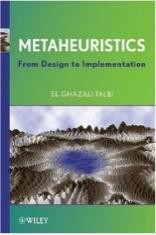 METAHEURISTICS
From Design to Implementation
EL-GHAZALI TALBI
WILEY